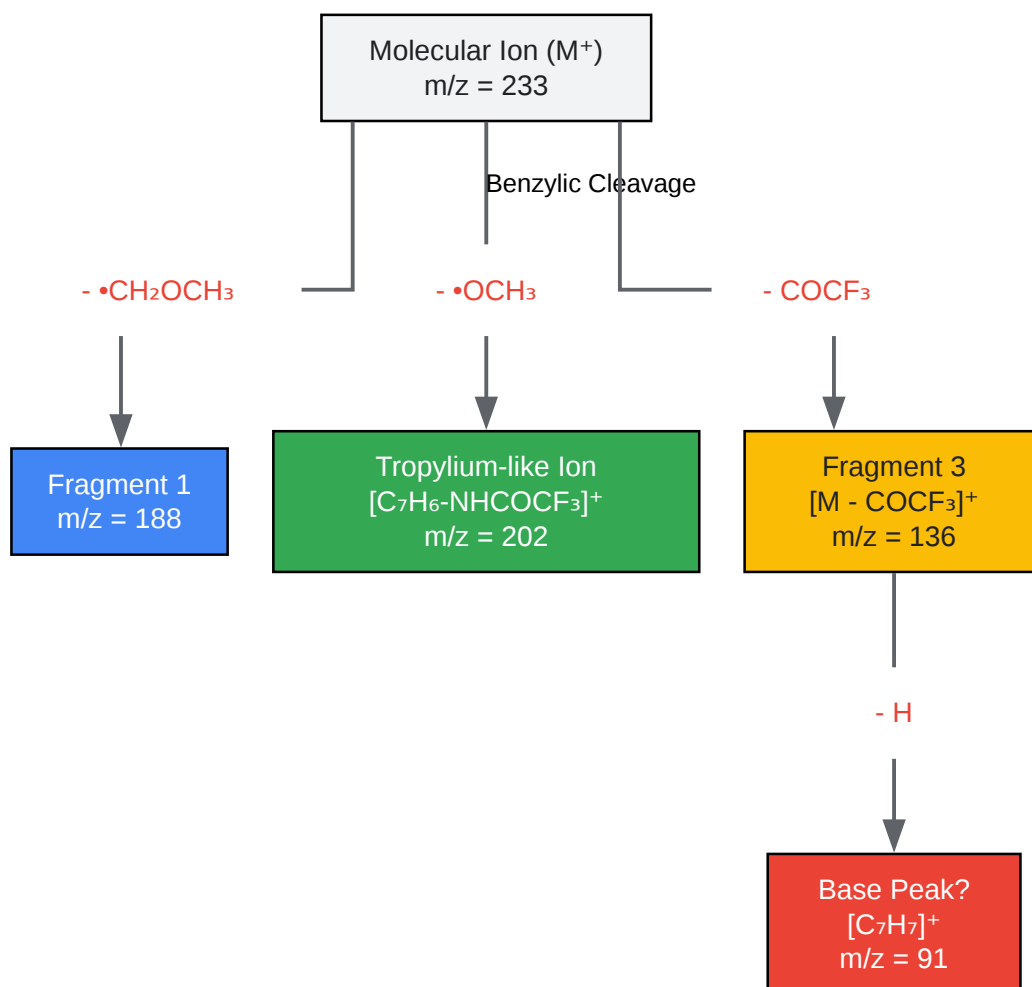 Molecular Ion (M⁺)
m/z = 233
Benzylic Cleavage
- •CH₂OCH₃
- •OCH₃
- COCF₃
Fragment 1
m/z = 188
Tropylium-like Ion
[C₇H₆-NHCOCF₃]⁺
m/z = 202
Fragment 3
[M - COCF₃]⁺
m/z = 136
- H
Base Peak?
[C₇H₇]⁺
m/z = 91